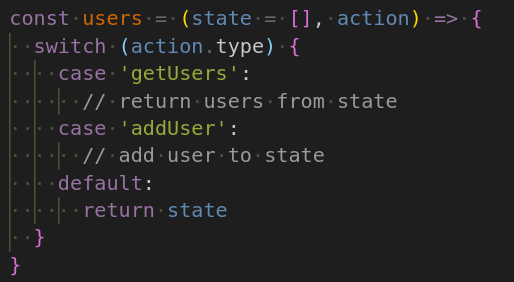 const users = (state = [], action) => {
  switch (action.type) {
    case 'getUsers':
      // return users from state
    case 'addUser':
      // add user to state
    default:
      return state
  }
}